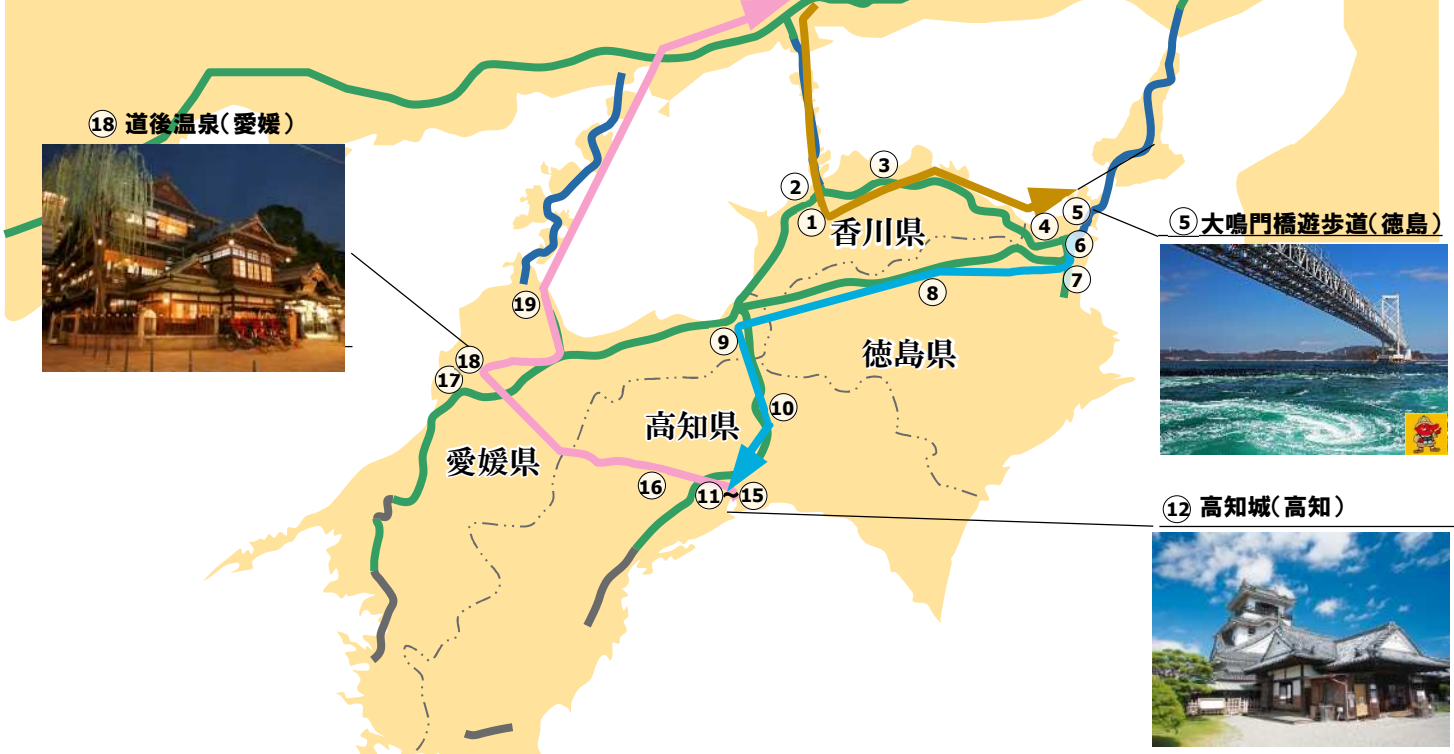 ⑱ 道後温泉(愛媛)
③
②
①
香川県
④
⑤
⑤大鳴門橋遊歩道(徳島)
⑥
⑦
⑧
⑲
⑨
徳島県
⑱
⑰
⑩
高知県
愛媛県
⑯
⑪~⑮
⑫ 高知城(高知)